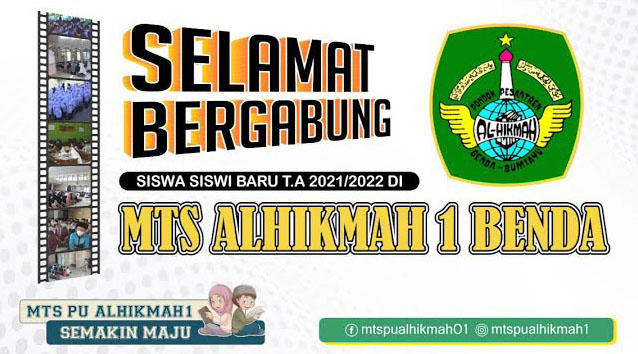 SELAMAT
BERGABUNG
PONDOK PESANTREN
AL-HIKMAH
BENDA - BUMIAYU
SISWA SISWI BARU T.A 2021/2022 DI
MTS ALHIKMAH 1 BENDA
MTS PU ALHIKMAH1
SEMAKIN MAJU
mtspualhikmah01 mtspualhikmah1